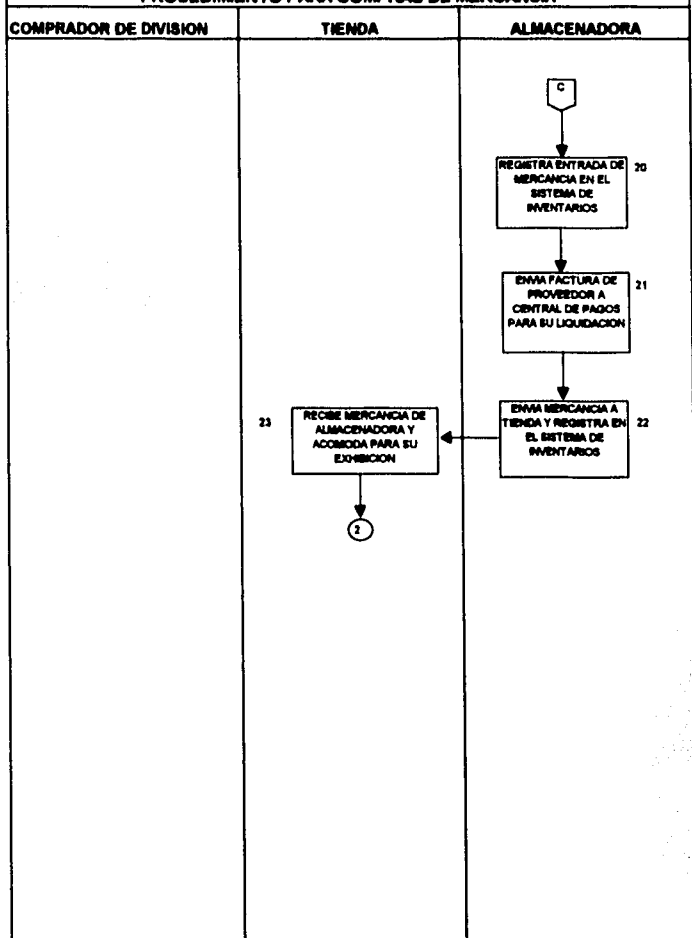 COMPRADOR DE DIVISION
TIENDA
ALMACENADORA
C
REGISTRA ENTRADA DE
MERCANCIA EN EL
SISTEMA DE
INVENTARIOS
20
ENVIA FACTURA DE
PROVEEDOR A
CENTRAL DE PAGOS
PARA SU LIQUIDACION
21
ENVIA MERCANCIA A
TIENDA Y REGISTRA EN
EL SISTEMA DE
INVENTARIOS
22
23
RECIBE MERCANCIA DE
ALMACENADORA Y
ACOMODA PARA SU
EXHIBICION
2